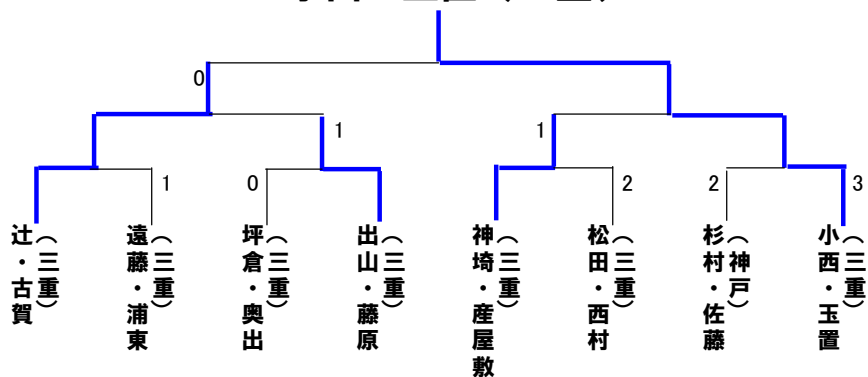 0
1
1
1
0
2
2
3
辻・古賀(三重)
遠藤・浦東(三重)
坪倉・奥出(三重)
出山・藤原(三重)
神埼・産屋敷(三重)
松田・西村(三重)
杉村・佐藤(神戸)
小西・玉置(三重)